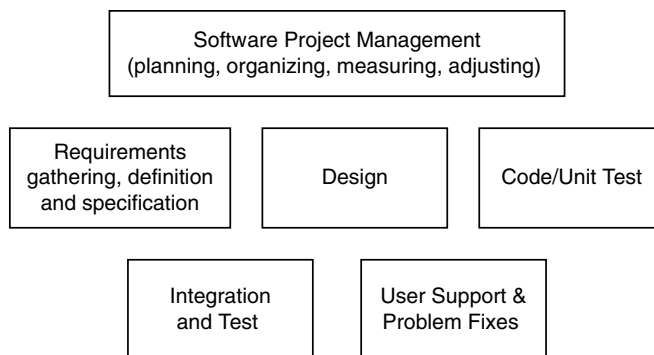 Software Project Management
(planning, organizing, measuring, adjusting)
Requirements
gathering, definition
and specification
Design
Code/Unit Test
Integration
and Test
User Support &
Problem Fixes